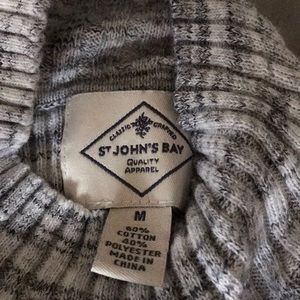 CLASSIC CRAFTED
ST JOHN'S BAY
QUALITY
APPAREL
M
60%
COTTON
40%
POLYESTER
MADE IN
CHINA